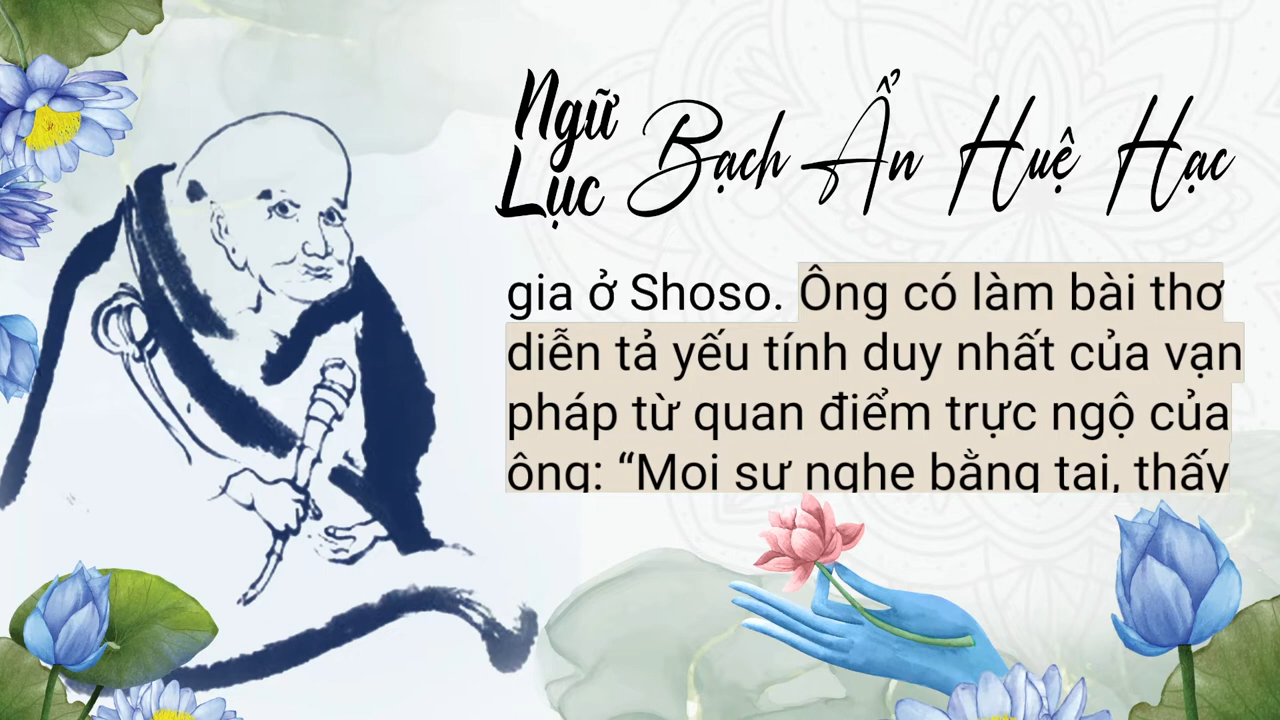 Ngữ
Lục Bạch Ẩn Huệ Hạc
gia ở Shoso. Ông có làm bài thơ
diễn tả yếu tính duy nhất của vạn
pháp từ quan điểm trực ngộ của
ông: “Mọi sự nghe bằng tai, thấy